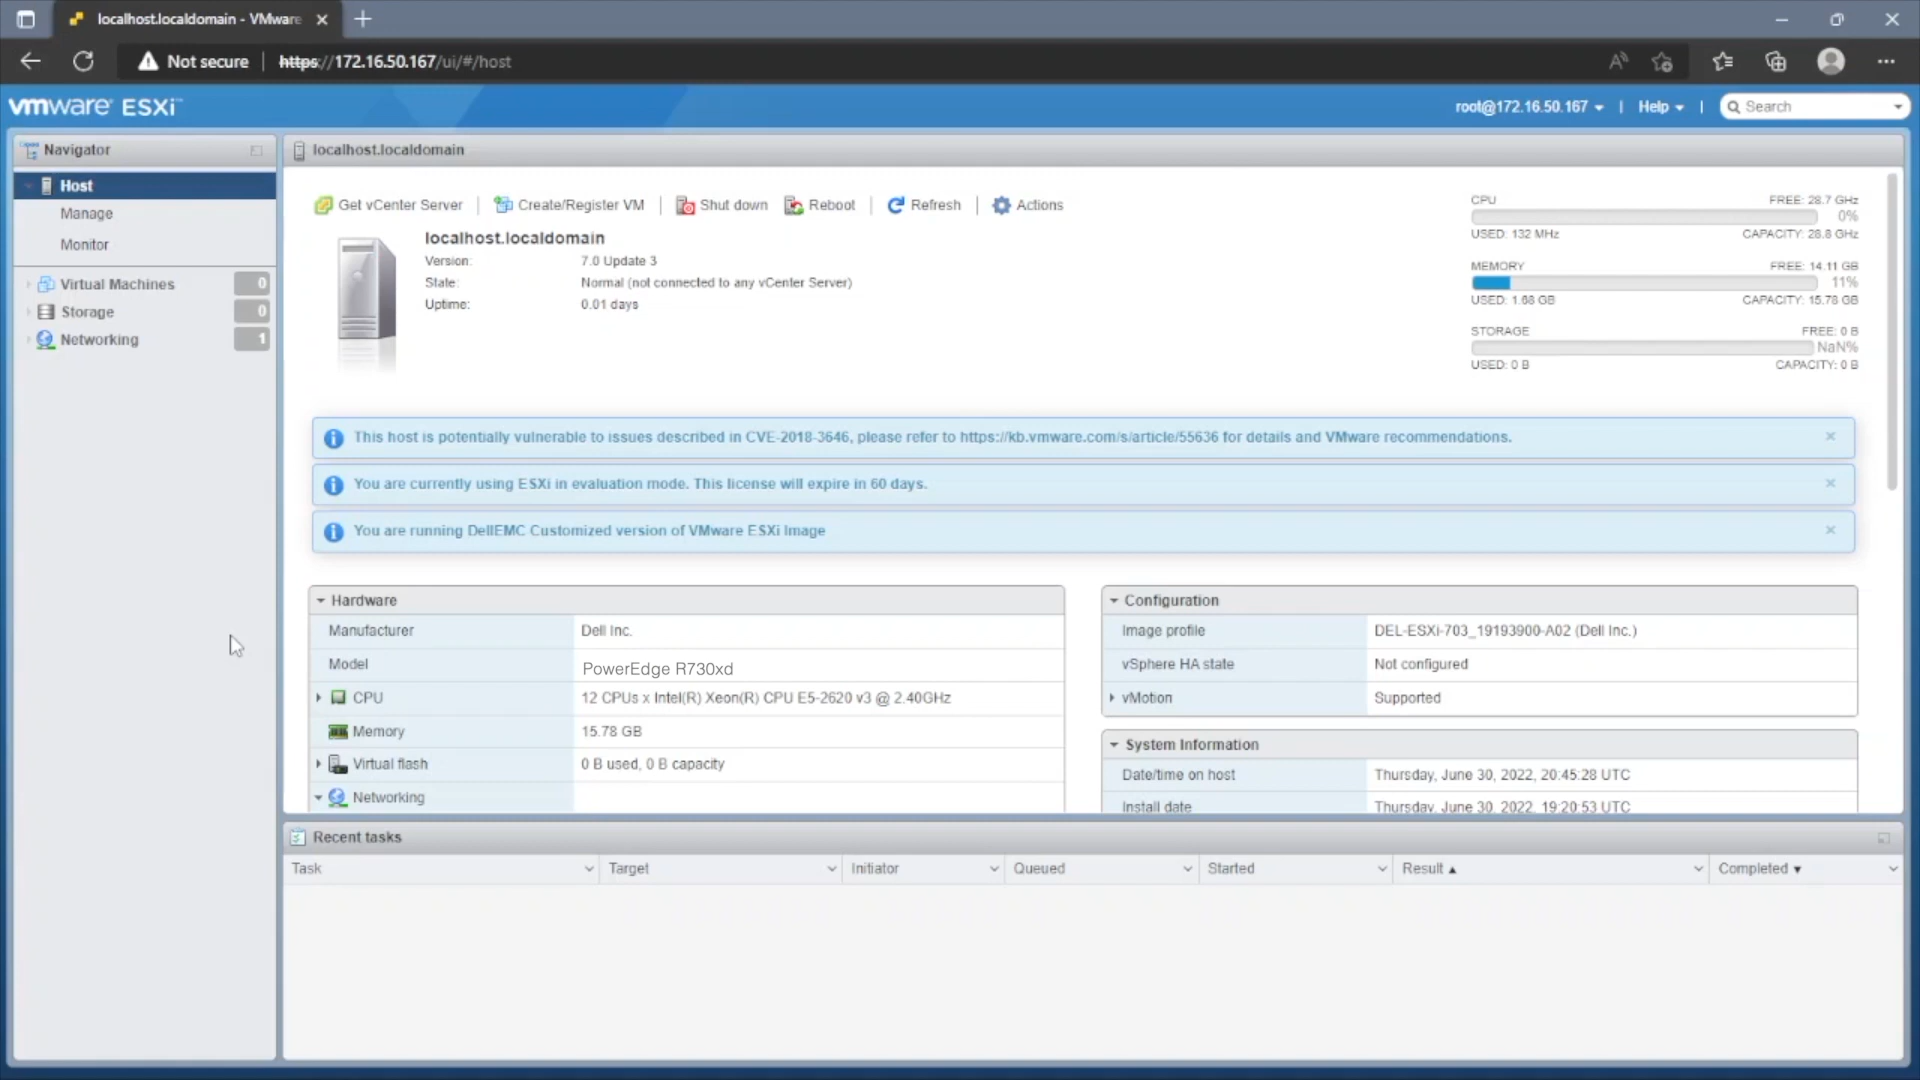 localhost.localdomain - VMware
Not secure https://172.16.50.167/ui/#/host
vmware ESXi™
root@172.16.50.167 | Help | Search
Navigator
Host
Manage
Monitor
Virtual Machines 0
Storage 0
Networking 1
localhost.localdomain
Get vCenter Server | Create/Register VM | Shut down Reboot | Refresh | Actions
localhost.localdomain
Version: 7.0 Update 3
State: Normal (not connected to any vCenter Server)
Uptime: 0.01 days
CPU FREE: 28.7 GHz
0%
USED: 132 MHz CAPACITY: 28.8 GHz
MEMORY FREE: 14.11 GB
11%
USED: 1.68 GB CAPACITY: 15.78 GB
STORAGE FREE: 0 B
NaN%
USED: 0 B CAPACITY: 0 B
This host is potentially vulnerable to issues described in CVE-2018-3646, please refer to https://kb.vmware.com/s/article/55636 for details and VMware recommendations.
You are currently using ESXi in evaluation mode. This license will expire in 60 days.
You are running DellEMC Customized version of VMware ESXi Image
Hardware
Manufacturer Dell Inc.
Model PowerEdge R730xd
CPU 12 CPUs x Intel(R) Xeon(R) CPU E5-2620 v3 @ 2.40GHz
Memory 15.78 GB
Virtual flash 0 B used, 0 B capacity
Networking
Configuration
Image profile DEL-ESXi-703_19193900-A02 (Dell Inc.)
vSphere HA state Not configured
vMotion Supported
System Information
Date/time on host Thursday, June 30, 2022, 20:45:28 UTC
Install date Thursday, June 30, 2022, 19:20:53 UTC
Recent tasks
Task Target Initiator Queued Started Result ▲ Completed ▼